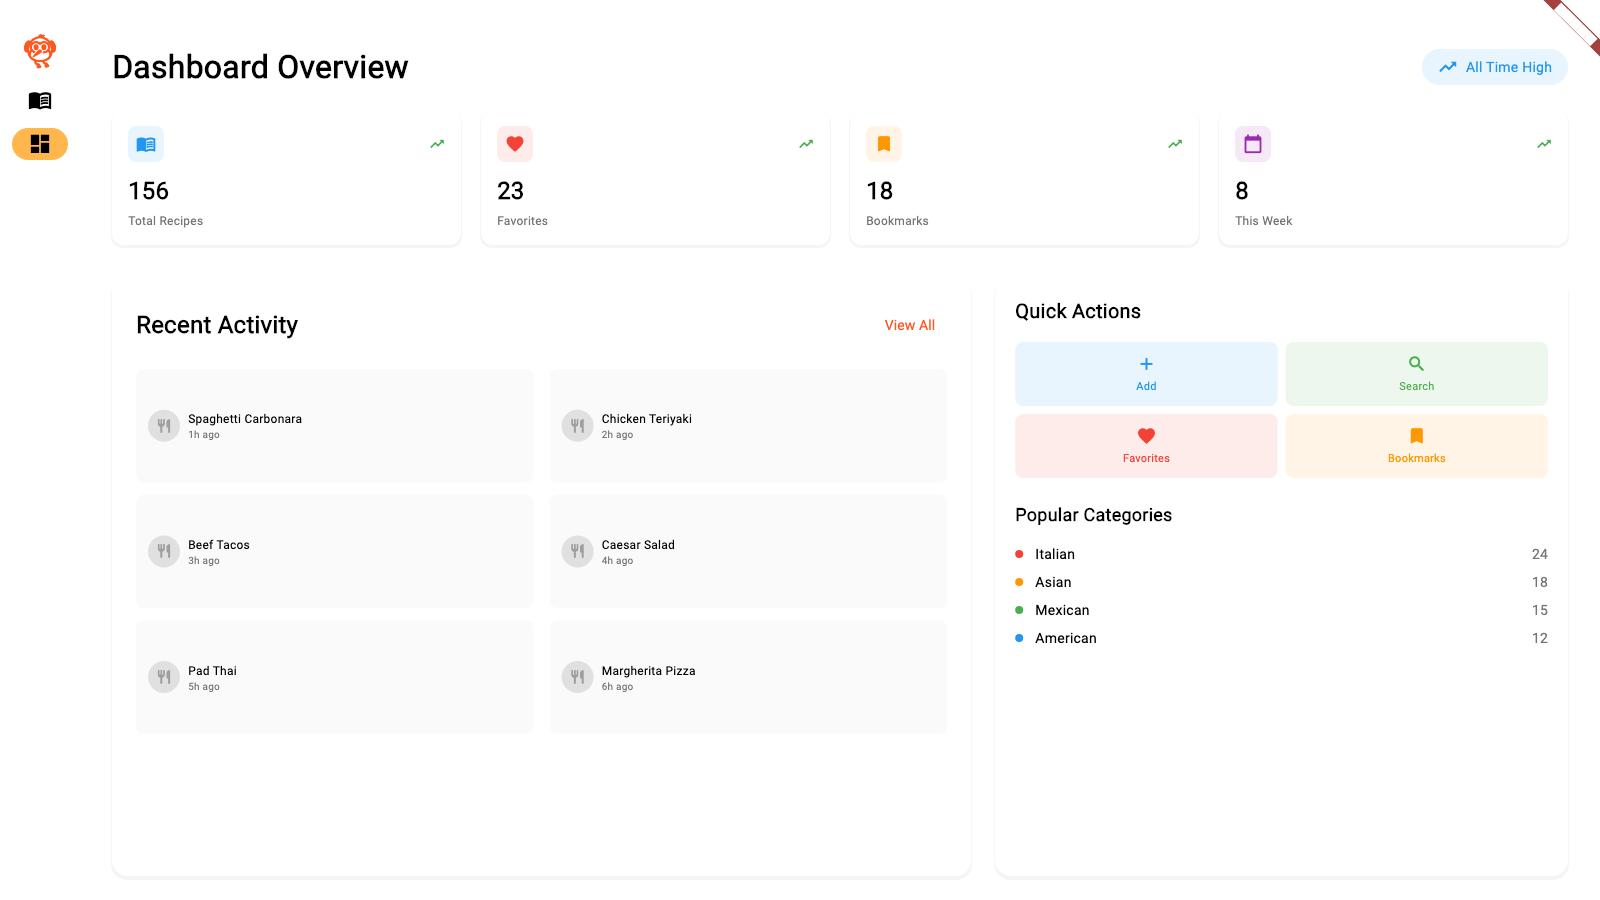 Dashboard Overview
All Time High
156
Total Recipes
23
Favorites
18
Bookmarks
8
This Week
Recent Activity
View All
Spaghetti Carbonara
1h ago
Chicken Teriyaki
2h ago
Beef Tacos
3h ago
Caesar Salad
4h ago
Pad Thai
5h ago
Margherita Pizza
6h ago
Quick Actions
Add
Search
Favorites
Bookmarks
Popular Categories
Italian 24
Asian 18
Mexican 15
American 12